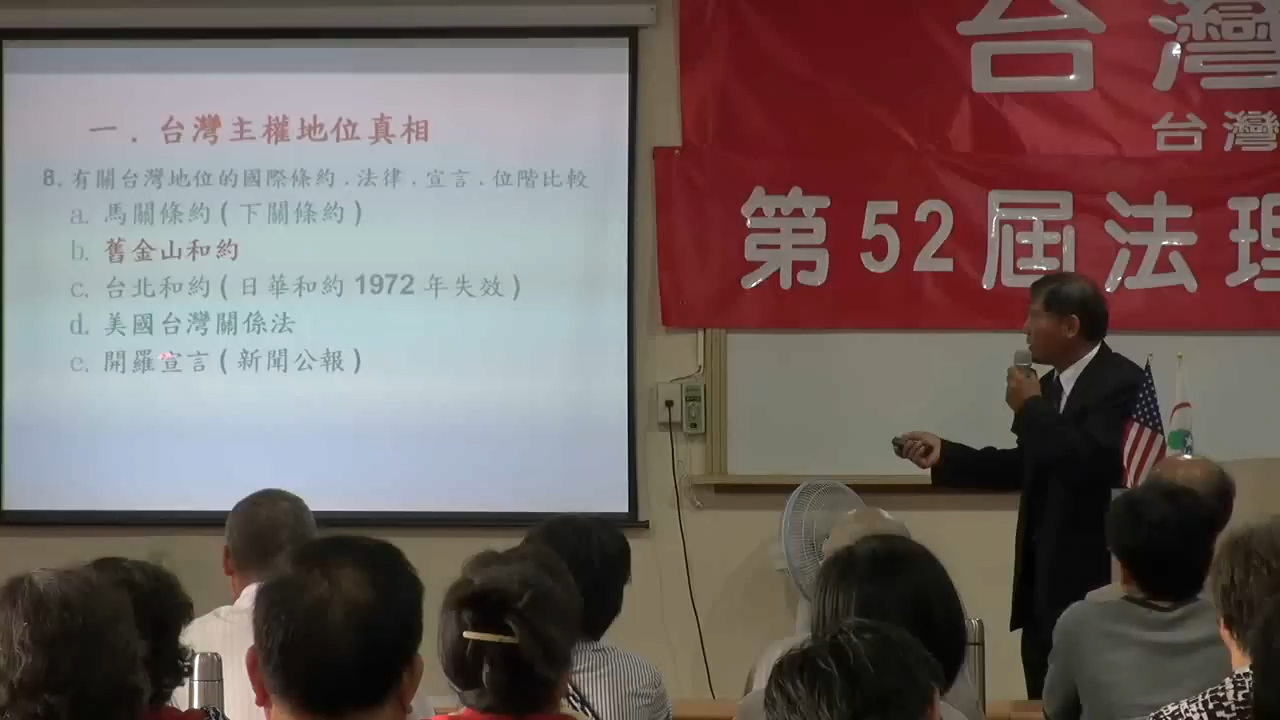 一．台灣主權地位真相
8. 有關台灣地位的國際條約．法律．宣言．位階比較
a. 馬關條約 ( 下關條約 )
b. 舊金山和約
c. 台北和約 ( 日華和約 1972 年失效 )
d. 美國台灣關係法
e. 開羅宣言 ( 新聞公報 )
台灣
台灣
第52屆法理